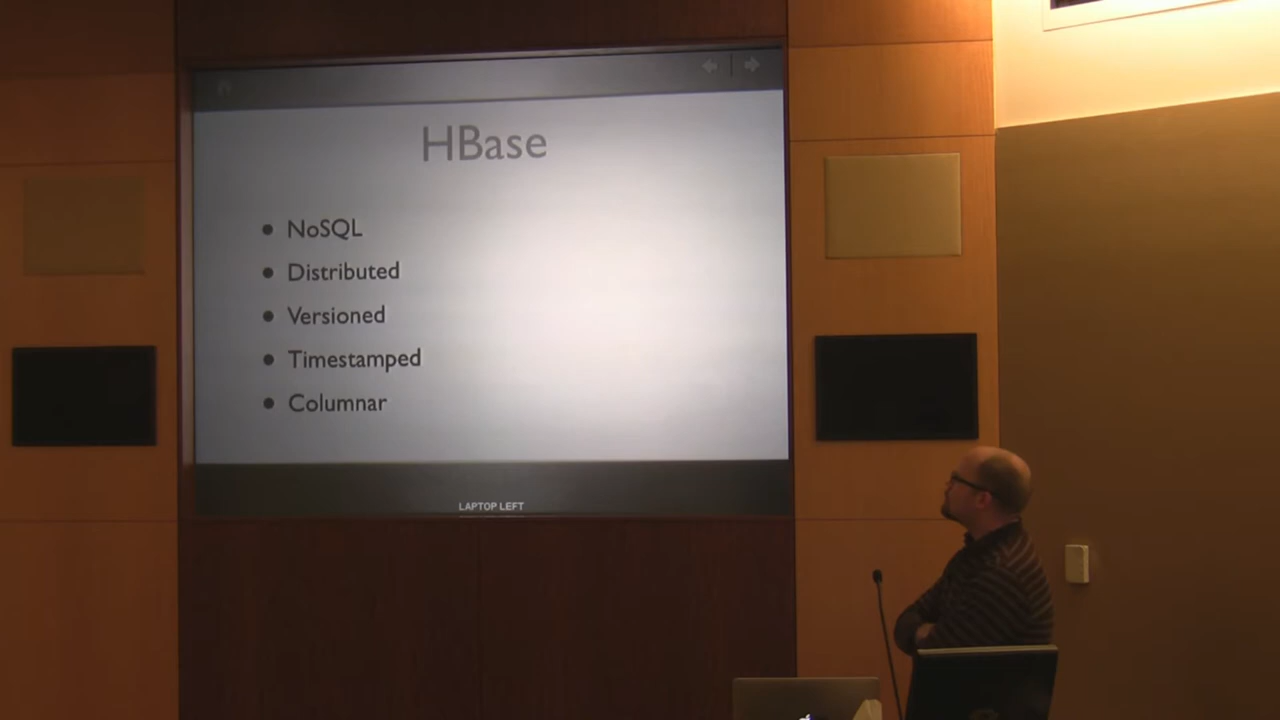 HBase
NoSQL
Distributed
Versioned
Timestamped
Columnar
LAPTOP LEFT